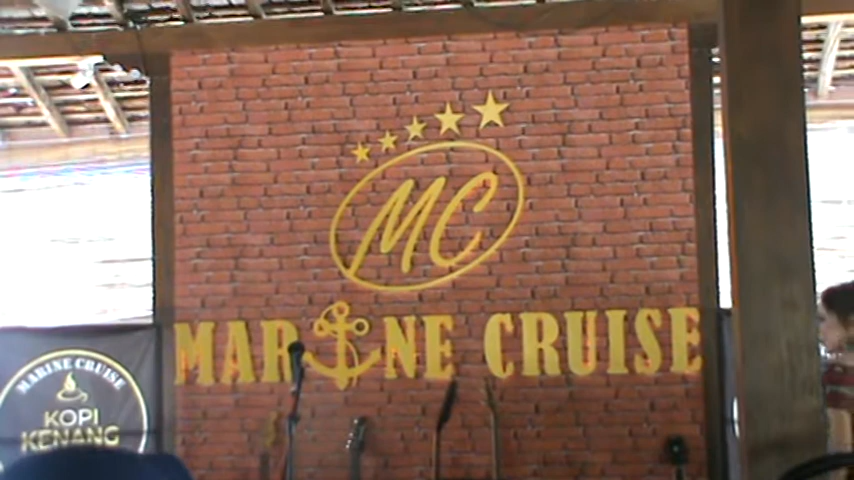 MC
MARINE CRUISE
MARINE CRUISE
KOPI
KENANG